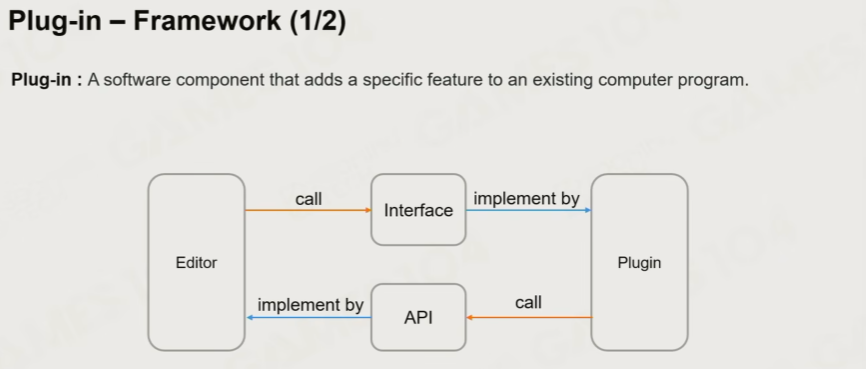 Plug-in – Framework (1/2)
Plug-in : A software component that adds a specific feature to an existing computer program.
call
Interface
implement by
Editor
Plugin
implement by
API
call
GAMES104